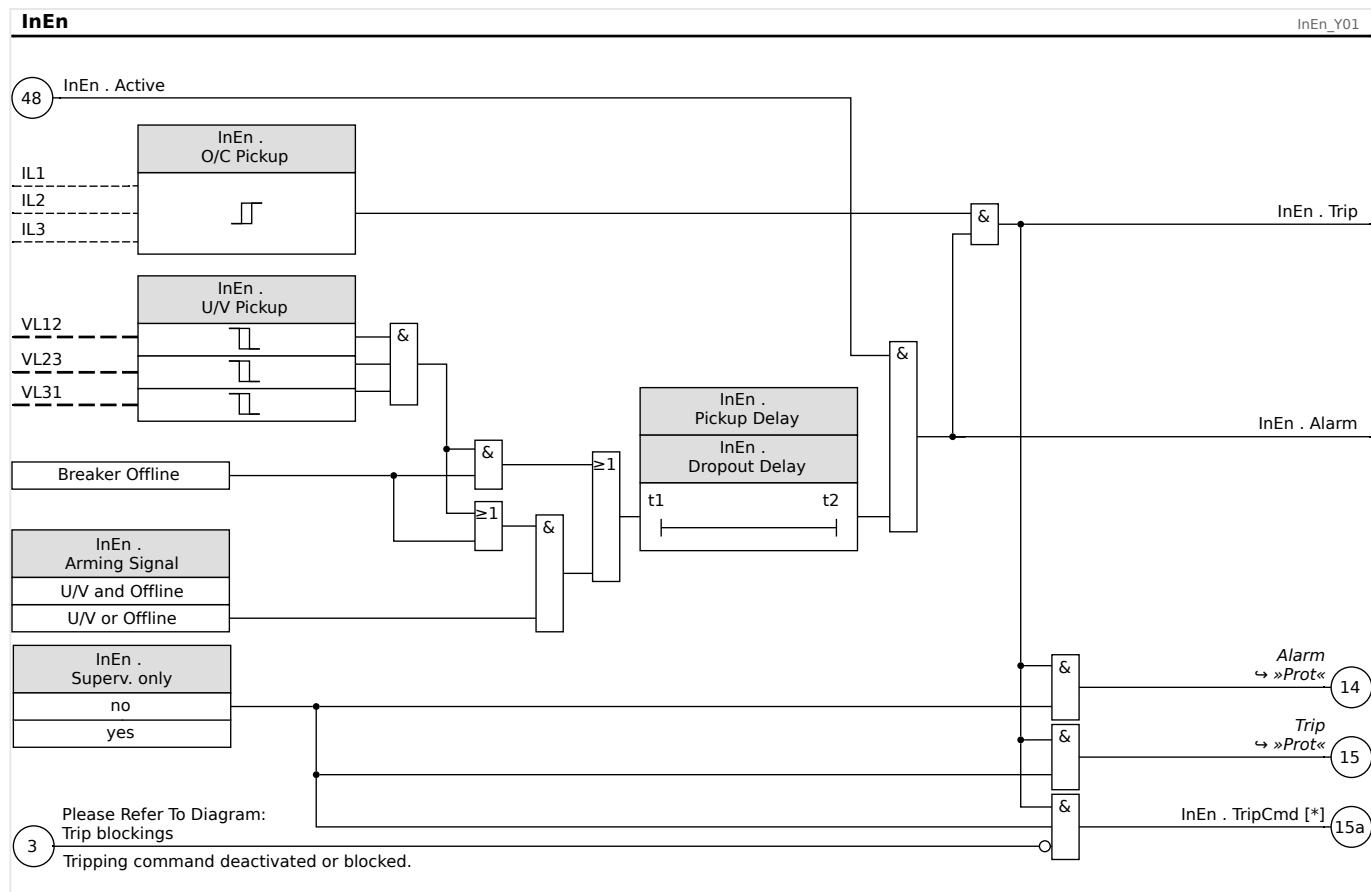 InEn
InEn_Y01
48
InEn . Active
InEn .
O/C Pickup
IL1
IL2
IL3
&
InEn . Trip
InEn .
U/V Pickup
VL12
VL23
VL31
&
&
InEn .
Pickup Delay
InEn .
Dropout Delay
t1
t2
InEn . Alarm
Breaker Offline
&
≥1
≥1
&
InEn .
Arming Signal
U/V and Offline
U/V or Offline
InEn .
Superv. only
no
yes
&
Alarm
↪ »Prot«
14
&
Trip
↪ »Prot«
15
&
InEn . TripCmd [*]
15a
3
Please Refer To Diagram:
Trip blockings
Tripping command deactivated or blocked.